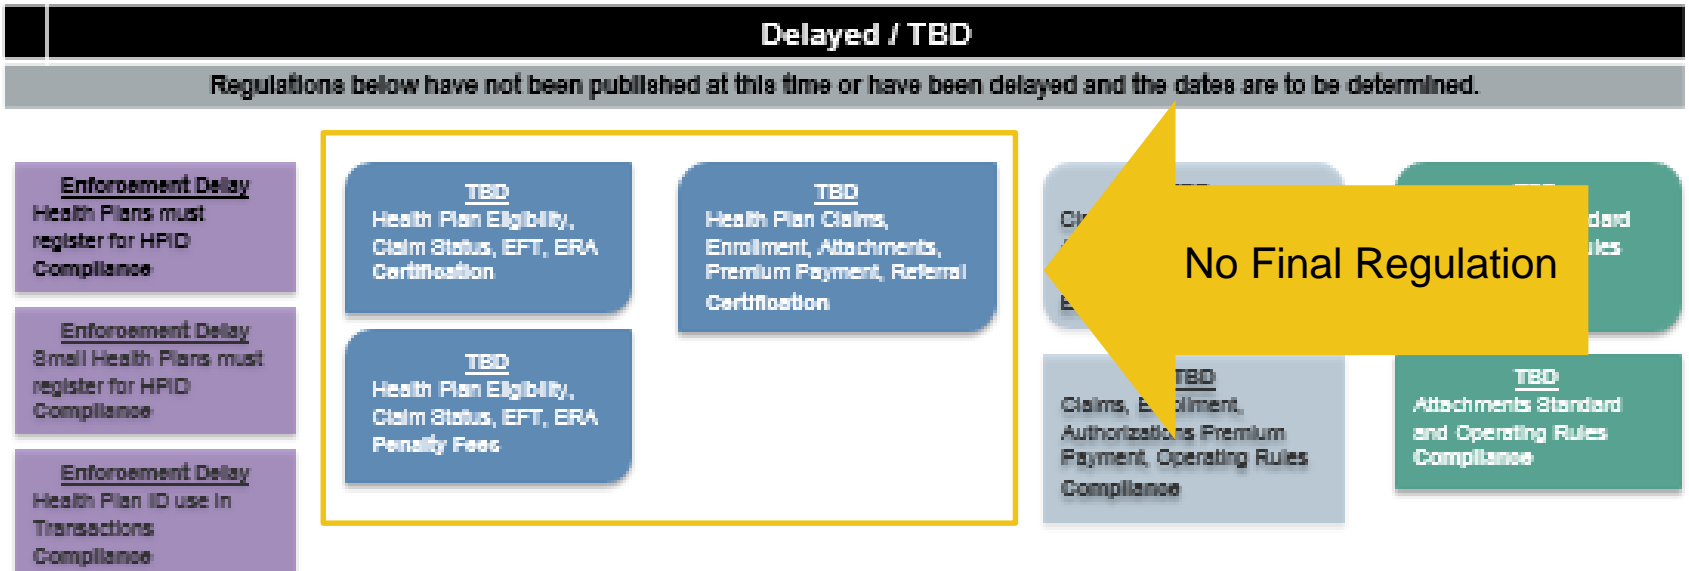 Delayed / TBD
Regulations below have not been published at this time or have been delayed and the dates are to be determined.
Enforcement Delay
Health Plans must
register for HPID
Compliance
Enforcement Delay
Small Health Plans must
register for HPID
Compliance
Enforcement Delay
Health Plan ID use in
Transactions
Compliance
TBD
Health Plan Eligibility,
Claim Status, EFT, ERA
Certification
TBD
Health Plan Eligibility,
Claim Status, EFT, ERA
Penalty Fees
TBD
Health Plan Claims,
Enrollment, Attachments,
Premium Payment, Referral
Certification
No Final Regulation
TBD
Claims, Enrollment,
Authorizations Premium
Payment, Operating Rules
Compliance
TBD
Attachments Standard
and Operating Rules
Compliance